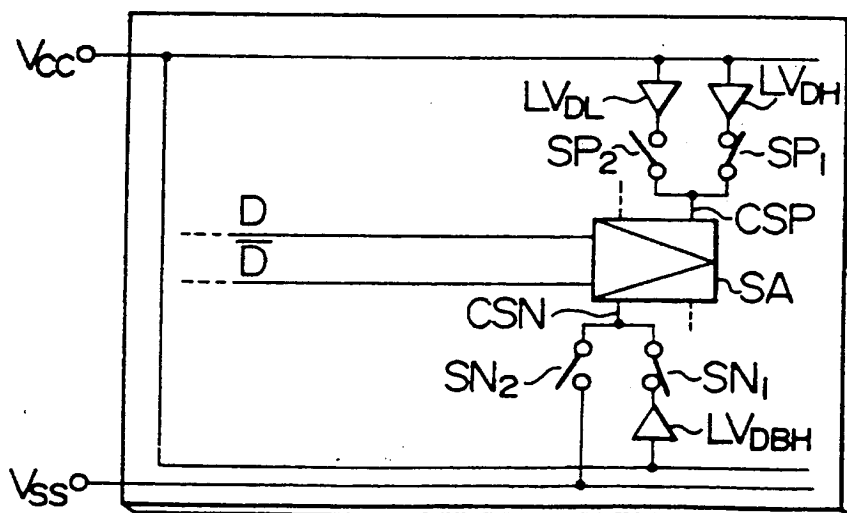 VCC
LVDL
LVDH
SP2
SP1
D
D̅
CSP
SA
CSN
SN2
SN1
LVDBH
VSS